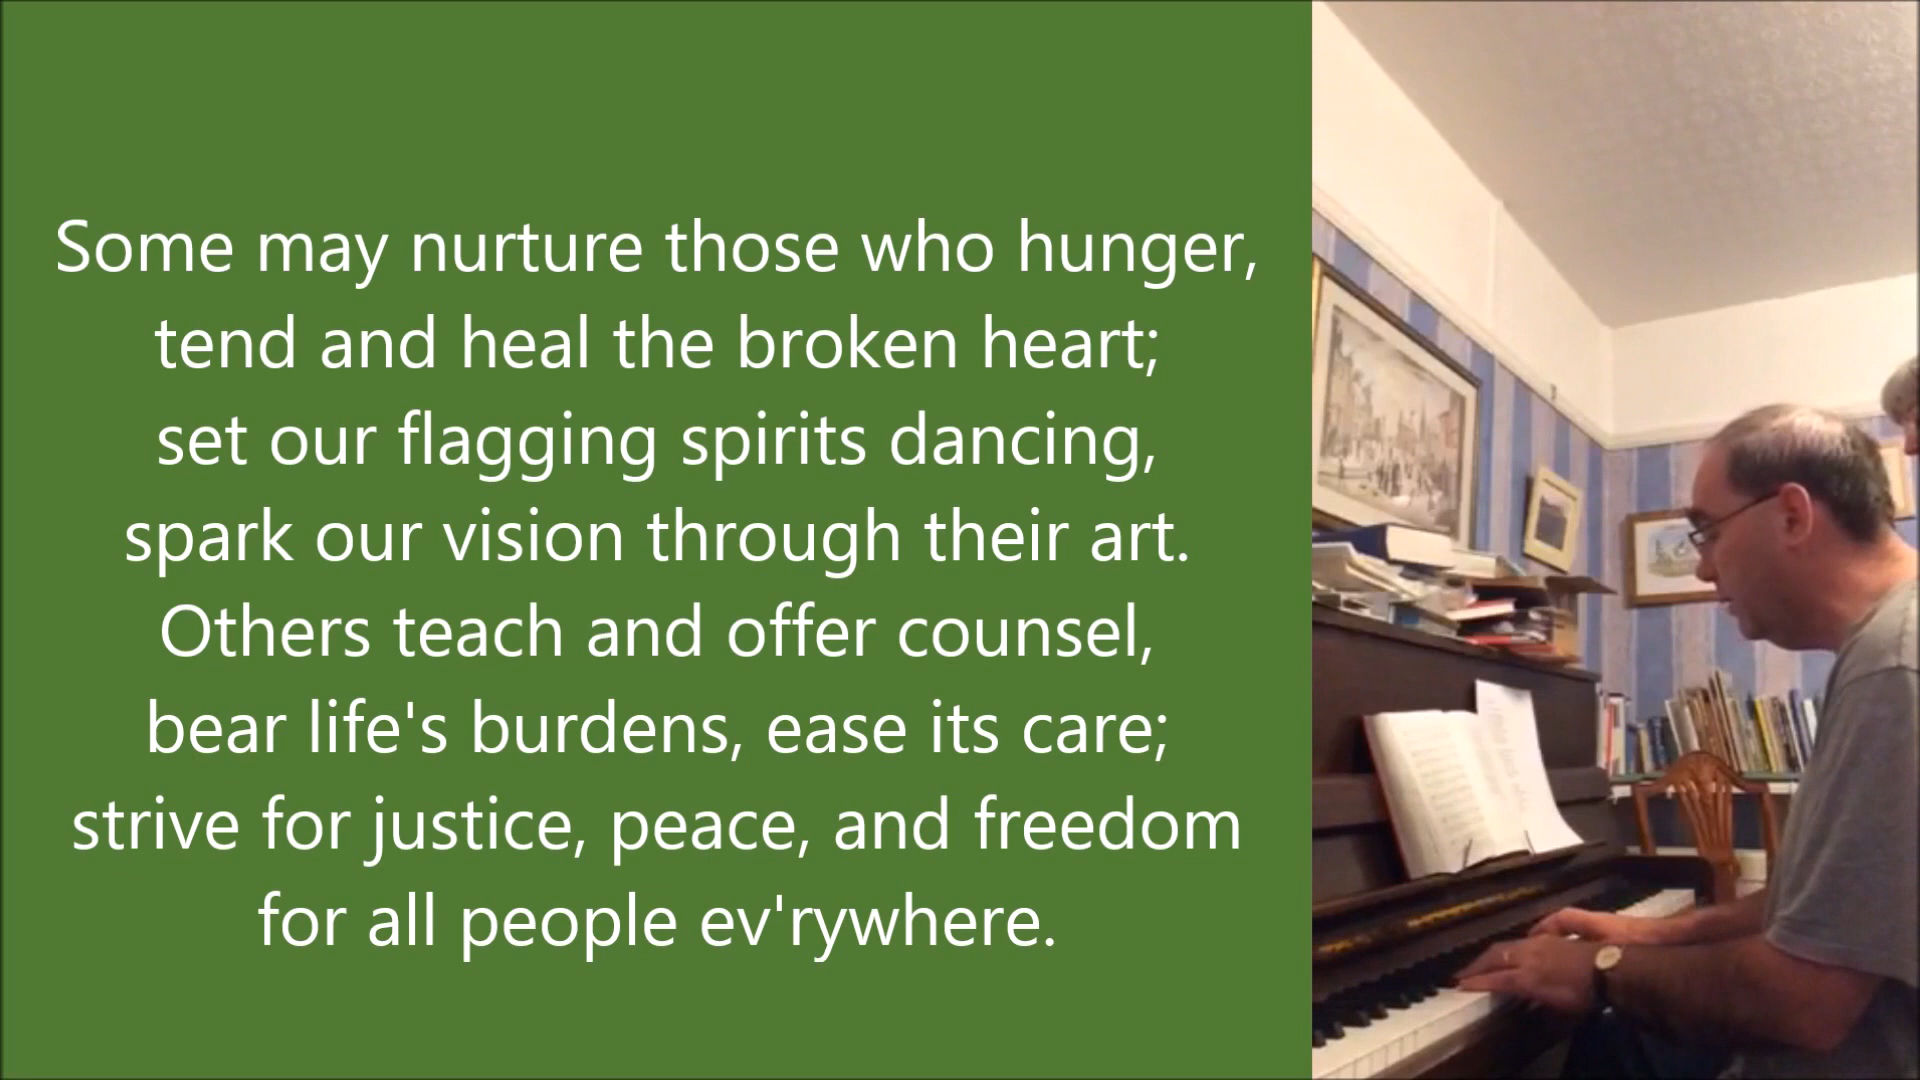 Some may nurture those who hunger,
tend and heal the broken heart;
set our flagging spirits dancing,
spark our vision through their art.
Others teach and offer counsel,
bear life's burdens, ease its care;
strive for justice, peace, and freedom
for all people ev'rywhere.